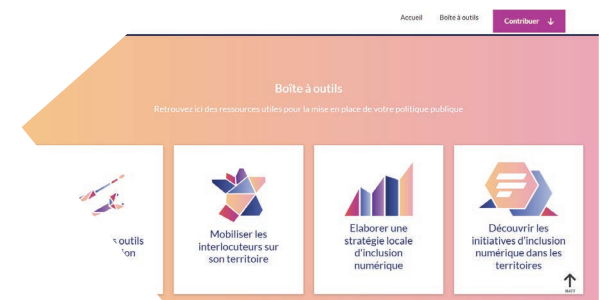 Accueil Boîte à outils Contribuer
Boîte à outils
Retrouvez ici des ressources utiles pour la mise en place de votre politique publique
outils
Mobiliser les
interlocuteurs sur
son territoire
Elaborer une
stratégie locale
d'inclusion
numérique
Découvrir les
initiatives d'inclusion
numérique dans les
territoires